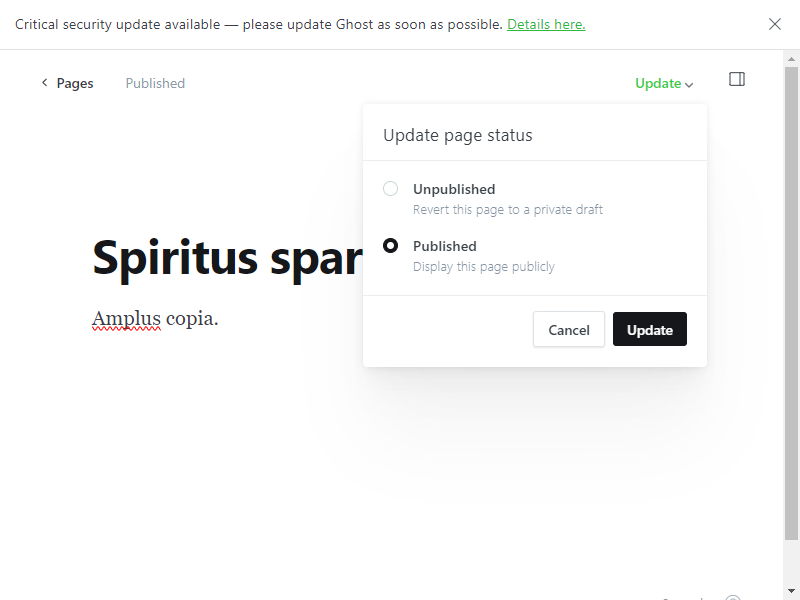 Critical security update available — please update Ghost as soon as possible. Details here.
Pages
Published
Update
Update page status
Unpublished
Revert this page to a private draft
Published
Display this page publicly
Cancel
Update
Spiritus spar
Amplus copia.